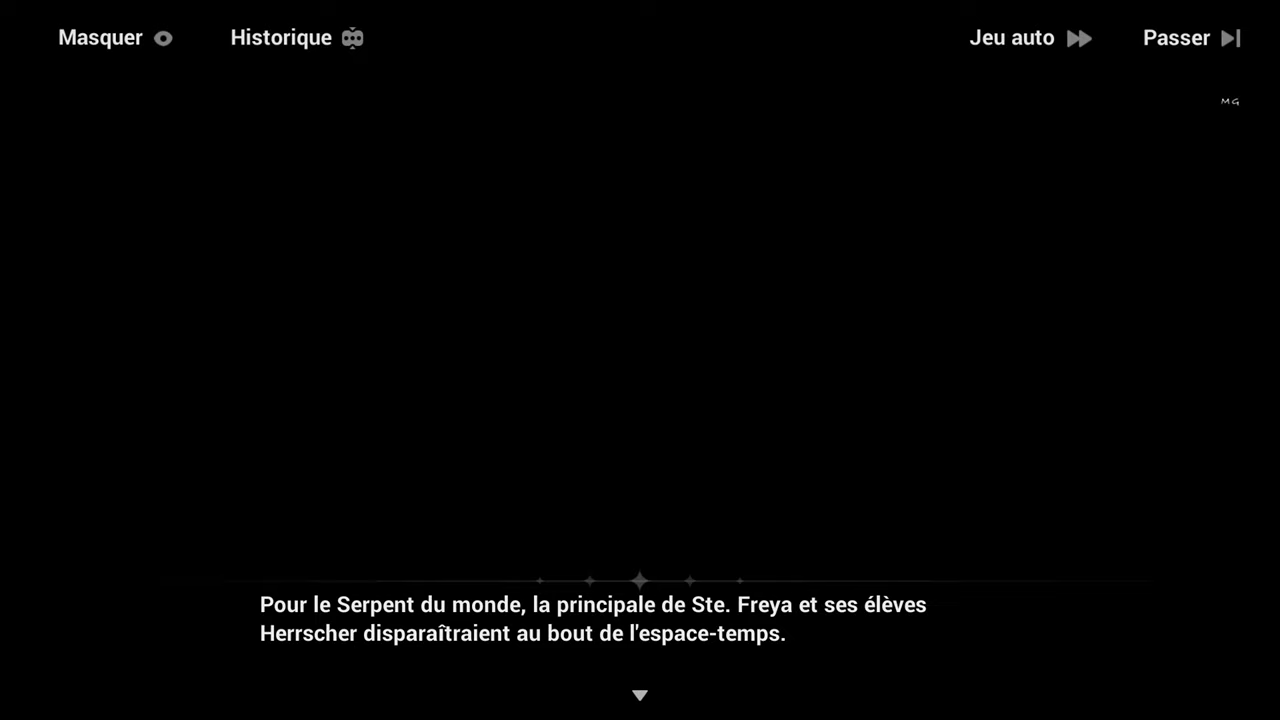 Masquer
Historique
Jeu auto
Passer
MG
Pour le Serpent du monde, la principale de Ste. Freya et ses élèves
Herrscher disparaîtraient au bout de l'espace-temps.